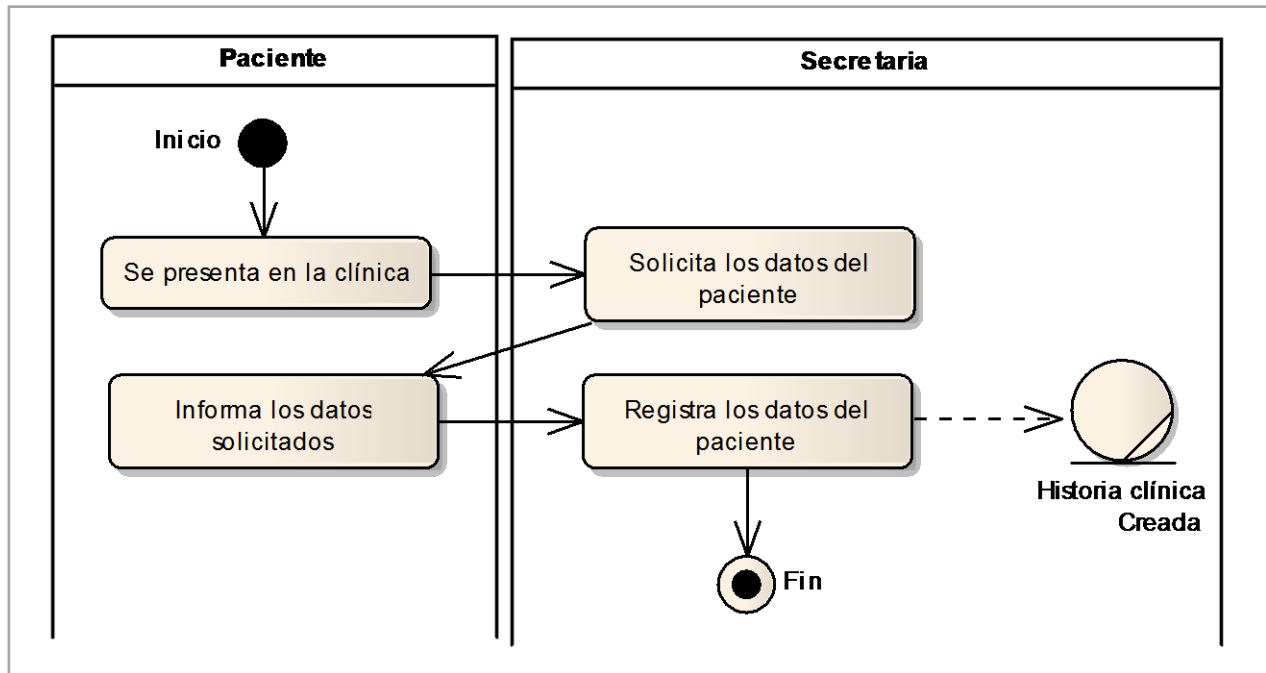 Paciente
Secretaria
Inicio
Se presenta en la clínica
Solicita los datos del
paciente
Informa los datos
solicitados
Registra los datos del
paciente
Historia clínica
Creada
Fin